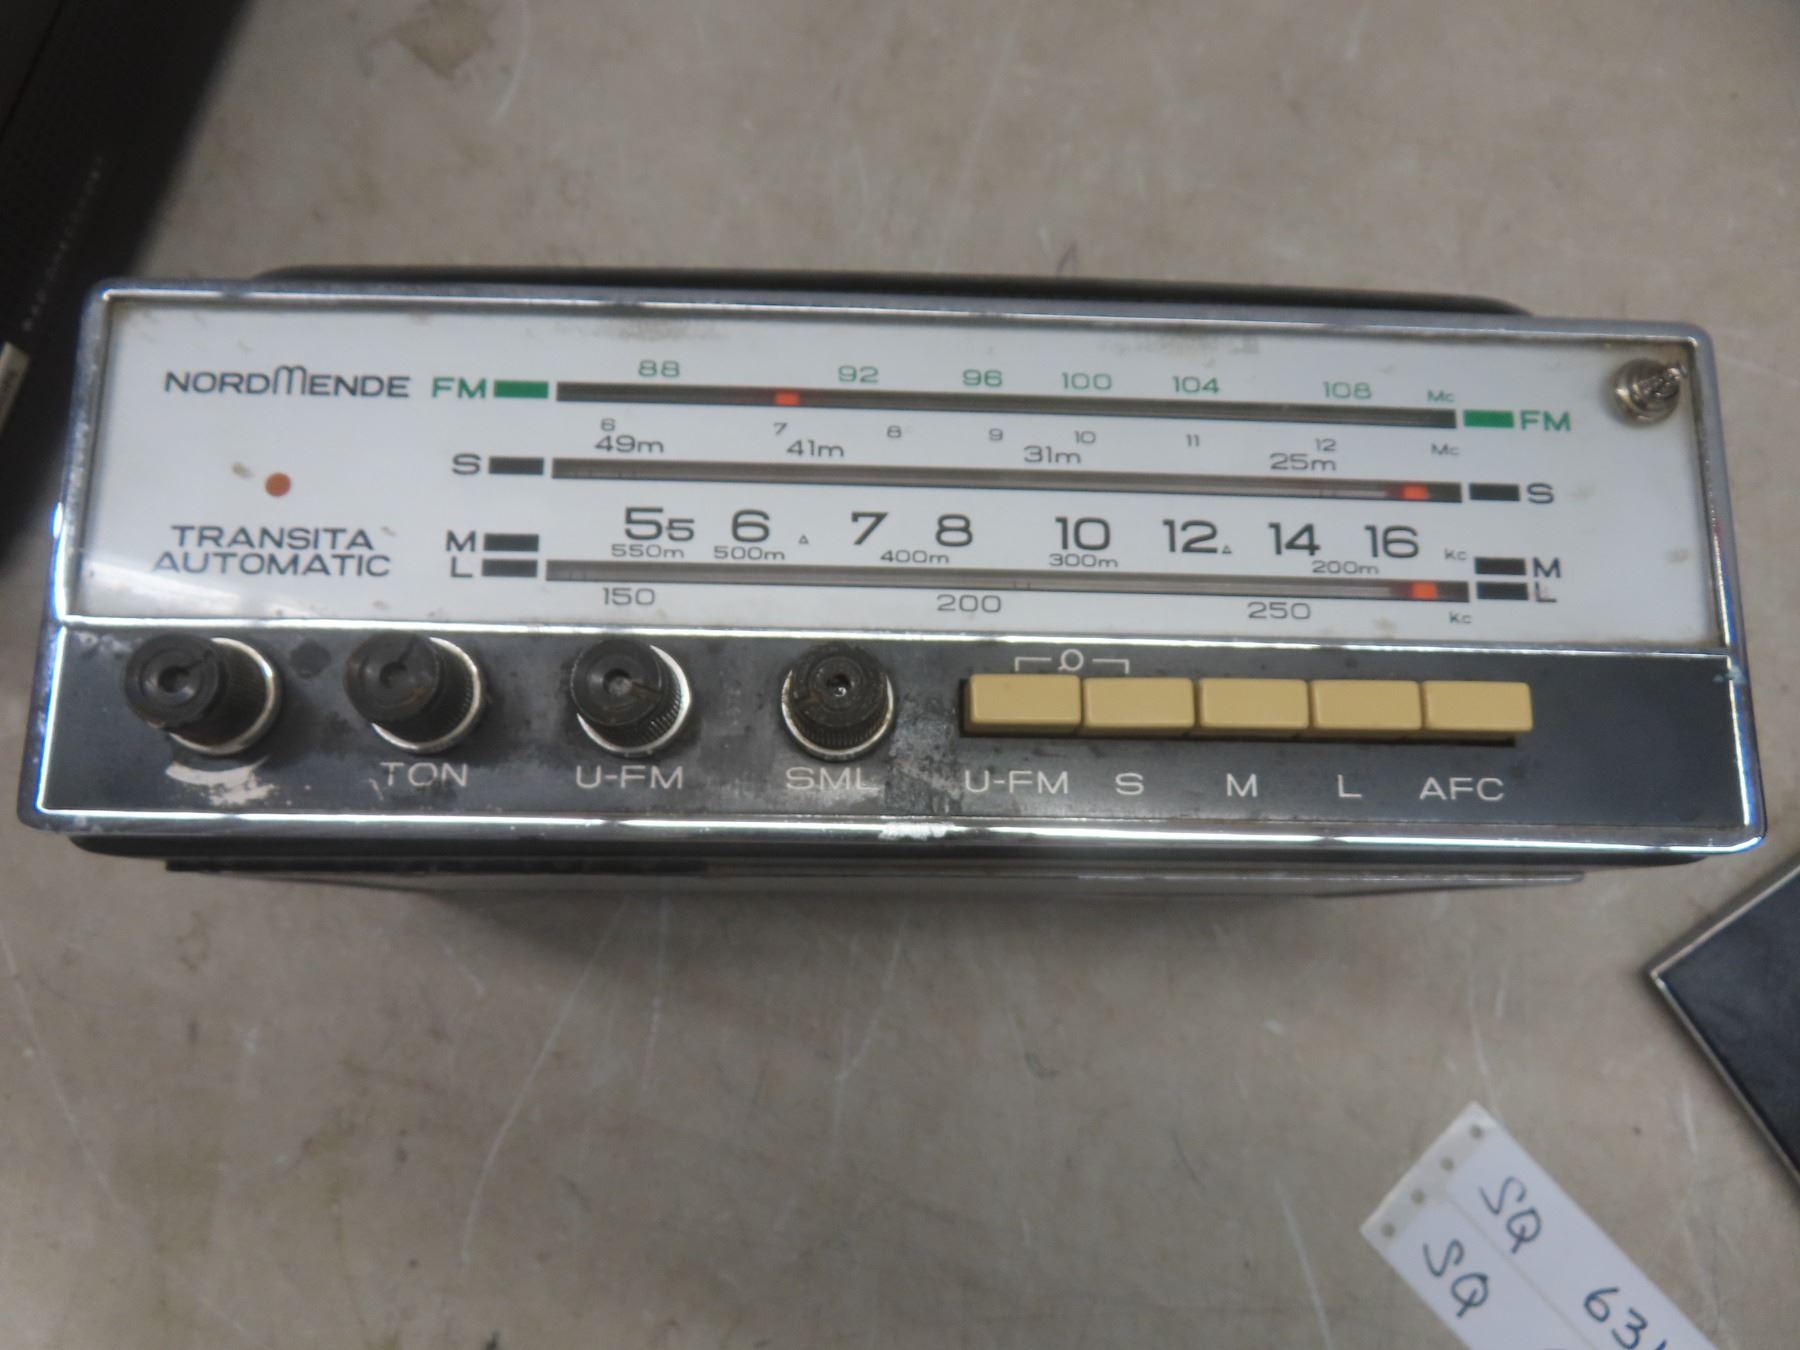 88 92 96 100 104 108 Mc
NORDMENDE FM FM
6 7 8 9 10 11 12 Mc
49m 41m 31m 25m
S S
55 6 7 8 10 12 14 16 Kc
550m 500m 400m 300m 200m
TRANSITA M M
AUTOMATIC L L
150 200 250 Kc
TON U-FM SML U-FM S M L AFC
SQ 631
SQ